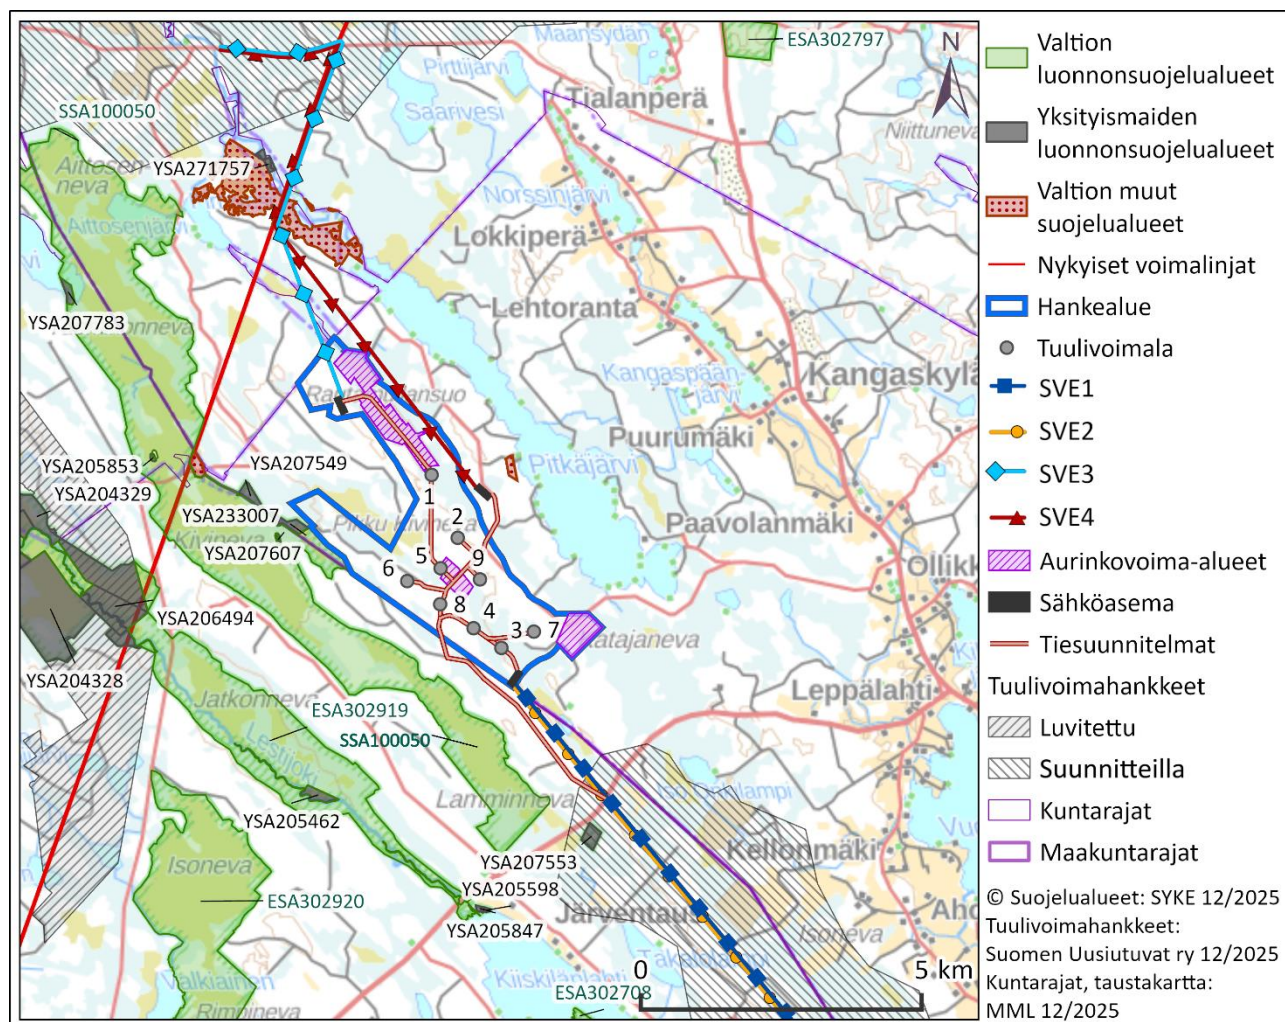 Maansydän
ESA302797
N
Pirttijärvi
Tialanperä
Saarivesi
SSA100050
Niittuneva
Aittosen
neva
YSA271757
Norssinjärvi
Aittosenjärvi
Lokkiperä
Lehtoranta
YSA207783
Kangaspään
järvi
Kangaskylä
Puurumäki
YSA205853
YSA207549
YSA204329
Pitkäjärvi
1
YSA233007
Pikku Kivineva
2
Paavolanmäki
Kivineva
YSA207607
5
9
Ollikk
6
8
4
YSA206494
3
7
atajaneva
YSA204328
Jatkonneva
Leppälahti
ESA302919
Lestijoki
SSA100050
Lamminneva
YSA205462
Isoneva
YSA207553
Kellonmäki
YSA205598
ESA302920
Järventaus
Aho
YSA205847
Isoneva
Valkiainen
Kiiskilänlahti
0
5 km
ESA302708
Rimpineva
Valtion
luonnonsuojelualueet
Yksityismaiden
luonnonsuojelualueet
Valtion muut
suojelualueet
Nykyiset voimalinjat
Hankealue
Tuulivoimala
SVE1
SVE2
SVE3
SVE4
Aurinkovoima-alueet
Sähköasema
Tiesuunnitelmat
Tuulivoimahankkeet
Luvitettu
Suunnitteilla
Kuntarajat
Maakuntarajat
© Suojelualueet: SYKE 12/2025
Tuulivoimahankkeet:
Suomen Uusiutuvat ry 12/2025
Kuntarajat, taustakartta:
MML 12/2025